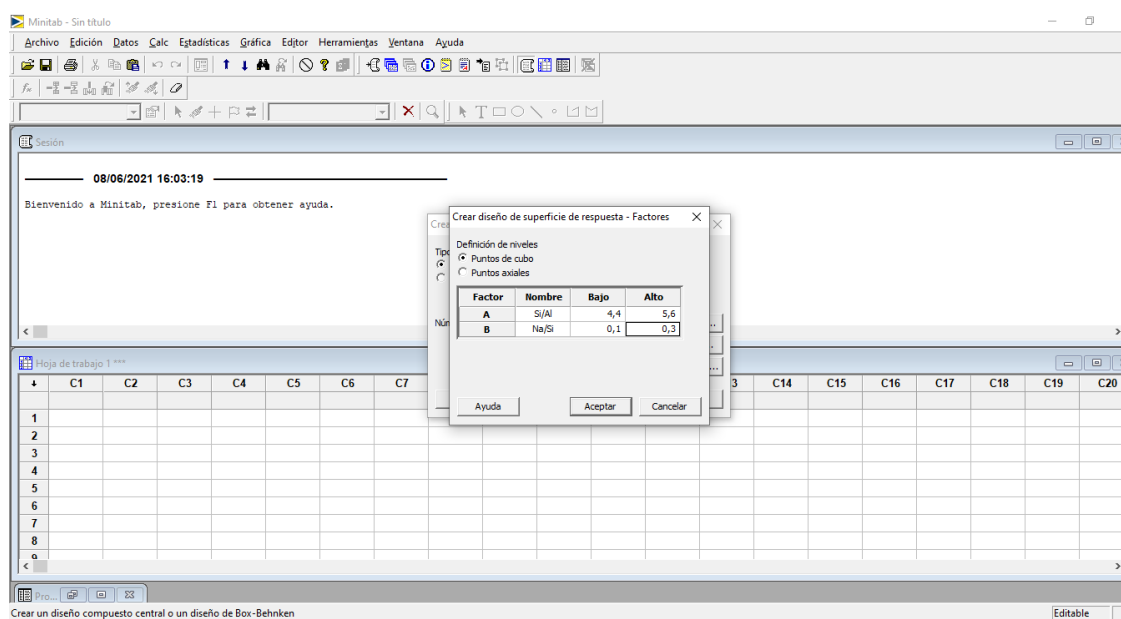 Minitab - Sin título
Archivo Edición Datos Calc Estadísticas Gráfica Editor Herramientas Ventana Ayuda
Sesión
08/06/2021 16:03:19
Bienvenido a Minitab, presione F1 para obtener ayuda.
Crear diseño de superficie de respuesta - Factores
Definición de niveles
Puntos de cubo
Puntos axiales
Factor Nombre Bajo Alto
A Si/Al 4,4 5,6
B Na/Si 0,1 0,3
Ayuda Aceptar Cancelar
Hoja de trabajo 1 ***
C1 C2 C3 C4 C5 C6 C7 3 C14 C15 C16 C17 C18 C19 C20
1
2
3
4
5
6
7
8
9
Pro...
Crear un diseño compuesto central o un diseño de Box-Behnken Editable